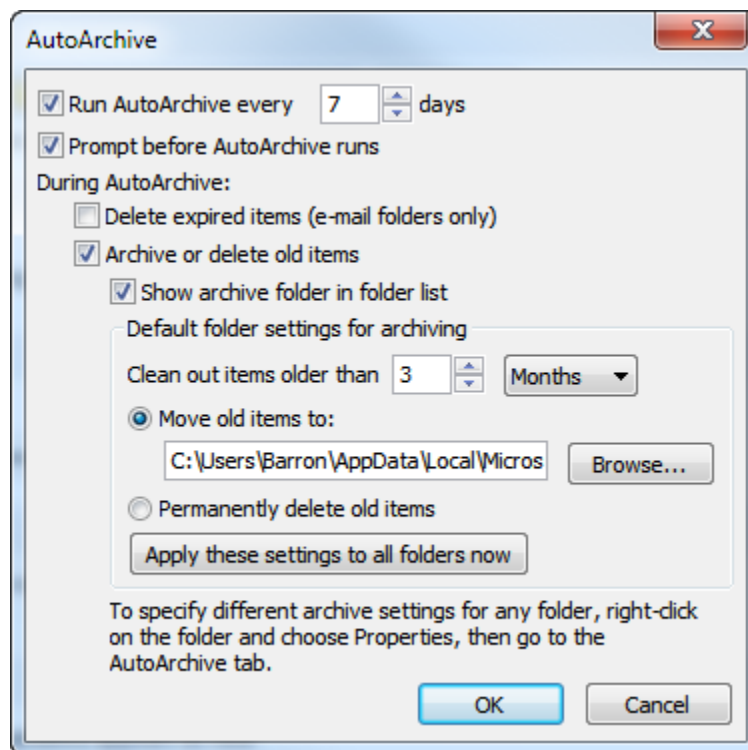 AutoArchive
Run AutoArchive every 7 days
Prompt before AutoArchive runs
During AutoArchive:
Delete expired items (e-mail folders only)
Archive or delete old items
Show archive folder in folder list
Default folder settings for archiving
Clean out items older than 3 Months
Move old items to:
C:\Users\Barron\AppData\Local\Micros Browse...
Permanently delete old items
Apply these settings to all folders now
To specify different archive settings for any folder, right-click
on the folder and choose Properties, then go to the
AutoArchive tab.
OK Cancel